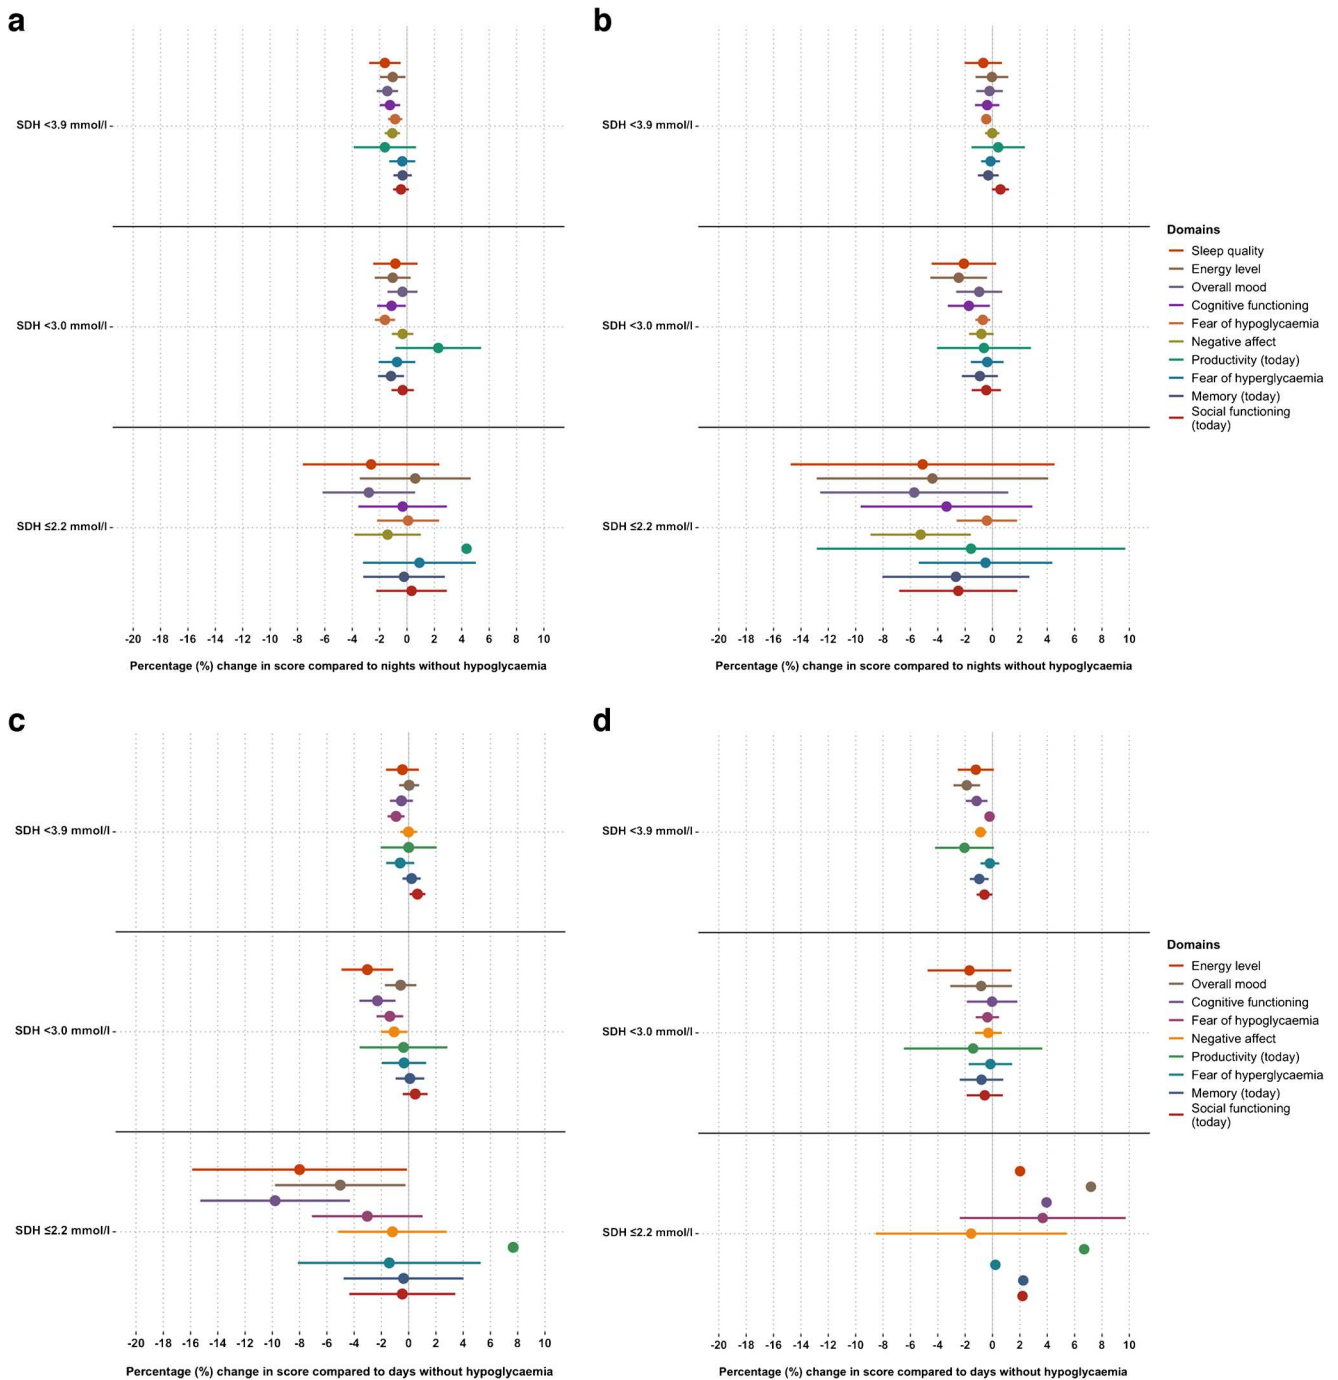 a
SDH <3.9 mmol/l
SDH <3.0 mmol/l
SDH ≤2.2 mmol/l
-20 -18 -16 -14 -12 -10 -8 -6 -4 -2 0 2 4 6 8 10
Percentage (%) change in score compared to nights without hypoglycaemia
b
SDH <3.9 mmol/l
SDH <3.0 mmol/l
SDH ≤2.2 mmol/l
-20 -18 -16 -14 -12 -10 -8 -6 -4 -2 0 2 4 6 8 10
Percentage (%) change in score compared to nights without hypoglycaemia
Domains
Sleep quality
Energy level
Overall mood
Cognitive functioning
Fear of hypoglycaemia
Negative affect
Productivity (today)
Fear of hyperglycaemia
Memory (today)
Social functioning
(today)
c
SDH <3.9 mmol/l
SDH <3.0 mmol/l
SDH ≤2.2 mmol/l
-20 -18 -16 -14 -12 -10 -8 -6 -4 -2 0 2 4 6 8 10
Percentage (%) change in score compared to days without hypoglycaemia
d
SDH <3.9 mmol/l
SDH <3.0 mmol/l
SDH ≤2.2 mmol/l
-20 -18 -16 -14 -12 -10 -8 -6 -4 -2 0 2 4 6 8 10
Percentage (%) change in score compared to days without hypoglycaemia
Domains
Energy level
Overall mood
Cognitive functioning
Fear of hypoglycaemia
Negative affect
Productivity (today)
Fear of hyperglycaemia
Memory (today)
Social functioning
(today)